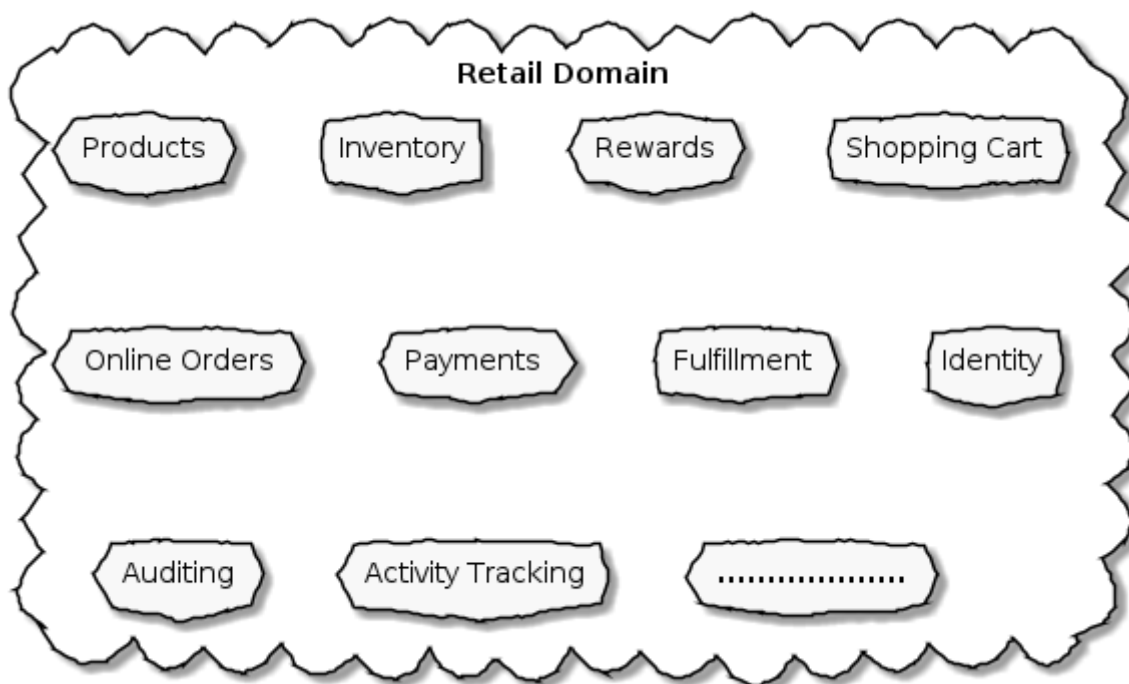 Retail Domain
Products
Inventory
Rewards
Shopping Cart
Online Orders
Payments
Fulfillment
Identity
Auditing
Activity Tracking
...................